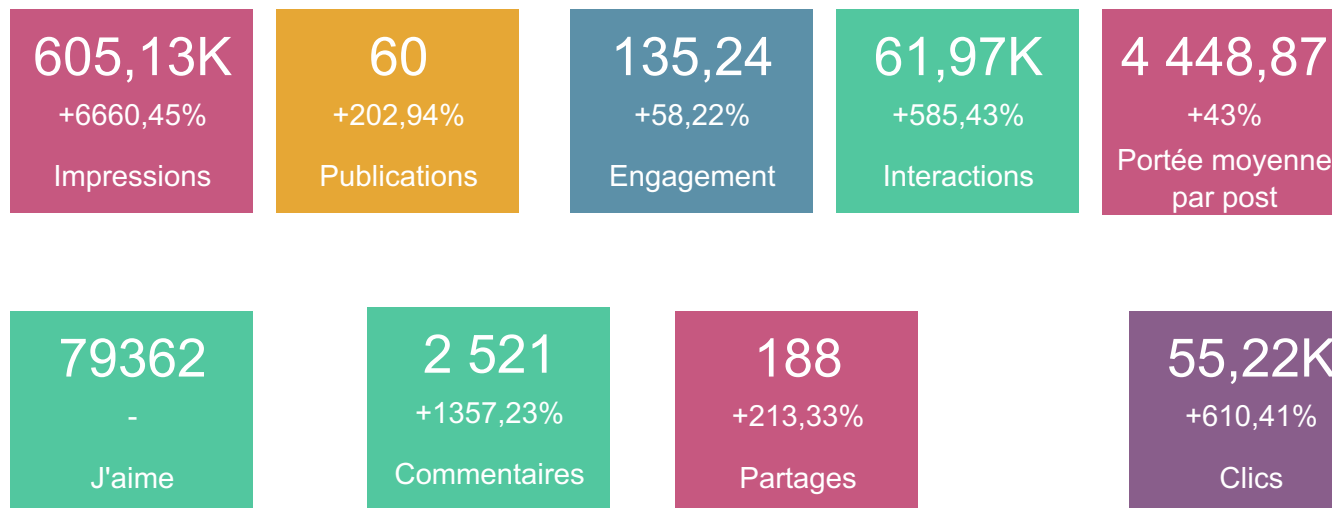 605,13K
+6660,45%
Impressions
60
+202,94%
Publications
135,24
+58,22%
Engagement
61,97K
+585,43%
Interactions
4 448,87
+43%
Portée moyenne
par post
79362
-
J'aime
2 521
+1357,23%
Commentaires
188
+213,33%
Partages
55,22K
+610,41%
Clics